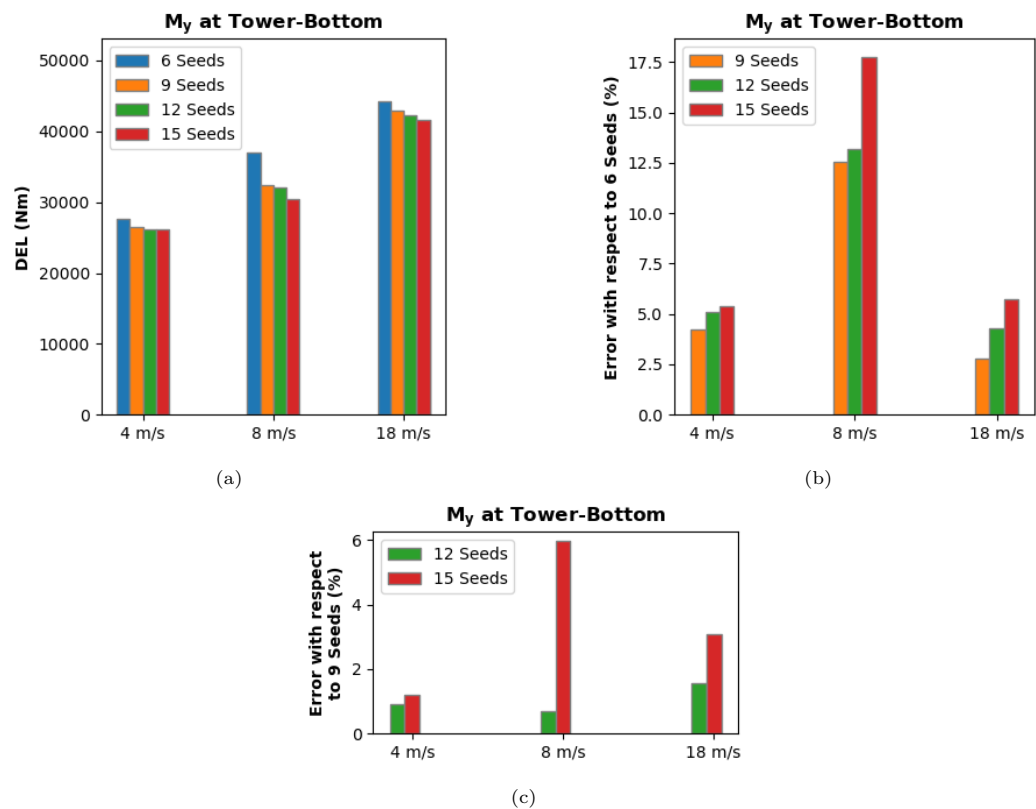 M_y at Tower-Bottom
DEL (Nm)
50000
40000
30000
20000
10000
0
6 Seeds
9 Seeds
12 Seeds
15 Seeds
4 m/s
8 m/s
18 m/s
(a)
M_y at Tower-Bottom
Error with respect to 6 Seeds (%)
17.5
15.0
12.5
10.0
7.5
5.0
2.5
0.0
9 Seeds
12 Seeds
15 Seeds
4 m/s
8 m/s
18 m/s
(b)
M_y at Tower-Bottom
Error with respect
to 9 Seeds (%)
6
4
2
0
12 Seeds
15 Seeds
4 m/s
8 m/s
18 m/s
(c)